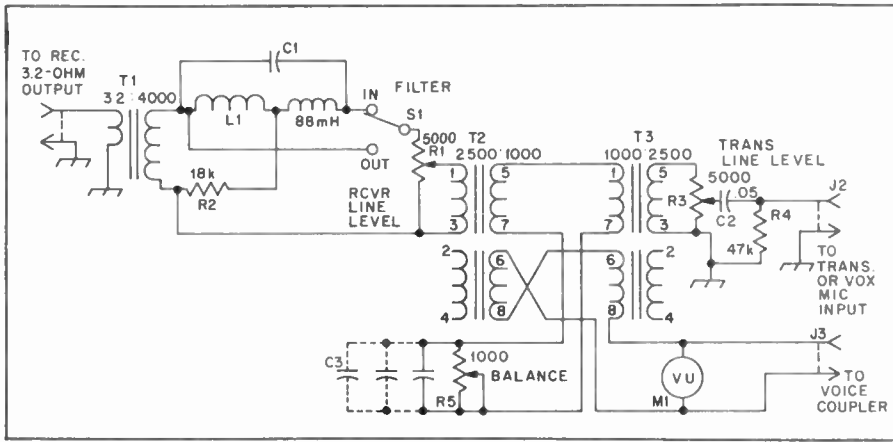 TO REC.
3.2-OHM
OUTPUT
T1
3.2:4000
C1
L1
88mH
IN
FILTER
S1
OUT
18k
R2
5000
R1
RCVR
LINE
LEVEL
T2
2500:1000
1
3
5
7
2
4
6
8
T3
1000:2500
1
7
5
3
6
8
2
4
TRANS
LINE LEVEL
5000
R3
.05
C2
R4
47k
J2
TO
TRANS.
OR VOX
MIC
INPUT
C3
1000
BALANCE
R5
VU
M1
J3
TO
VOICE
COUPLER